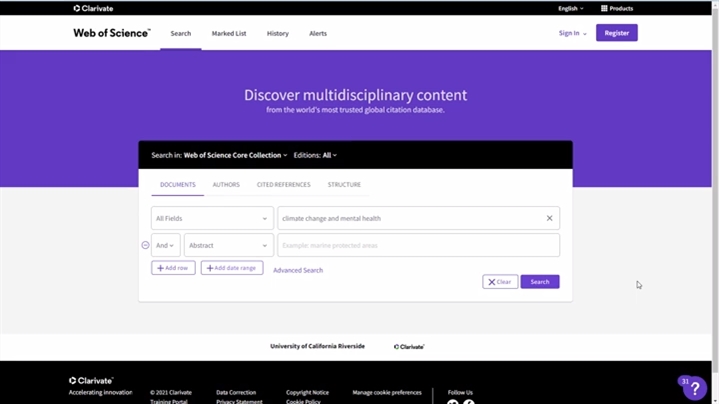 Clarivate English Products
Web of Science™ Search Marked List History Alerts Sign In Register
Discover multidisciplinary content
from the world's most trusted global citation database.
Search in: Web of Science Core Collection Editions: All
DOCUMENTS AUTHORS CITED REFERENCES STRUCTURE
All Fields climate change and mental health
And Abstract Example: marine protected areas
+ Add row + Add date range Advanced Search
Clear Search
University of California Riverside Clarivate™
Clarivate™
Accelerating innovation © 2021 Clarivate Data Correction Copyright Notice Manage cookie preferences Follow Us
Training Portal Privacy Statement Cookie Policy
31
?